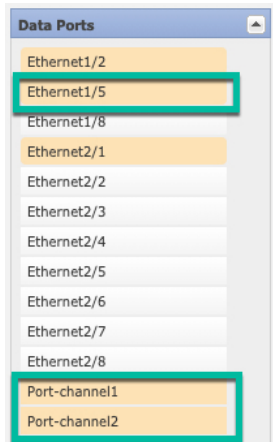 Data Ports
Ethernet1/2
Ethernet1/5
Ethernet1/8
Ethernet2/1
Ethernet2/2
Ethernet2/3
Ethernet2/4
Ethernet2/5
Ethernet2/6
Ethernet2/7
Ethernet2/8
Port-channel1
Port-channel2